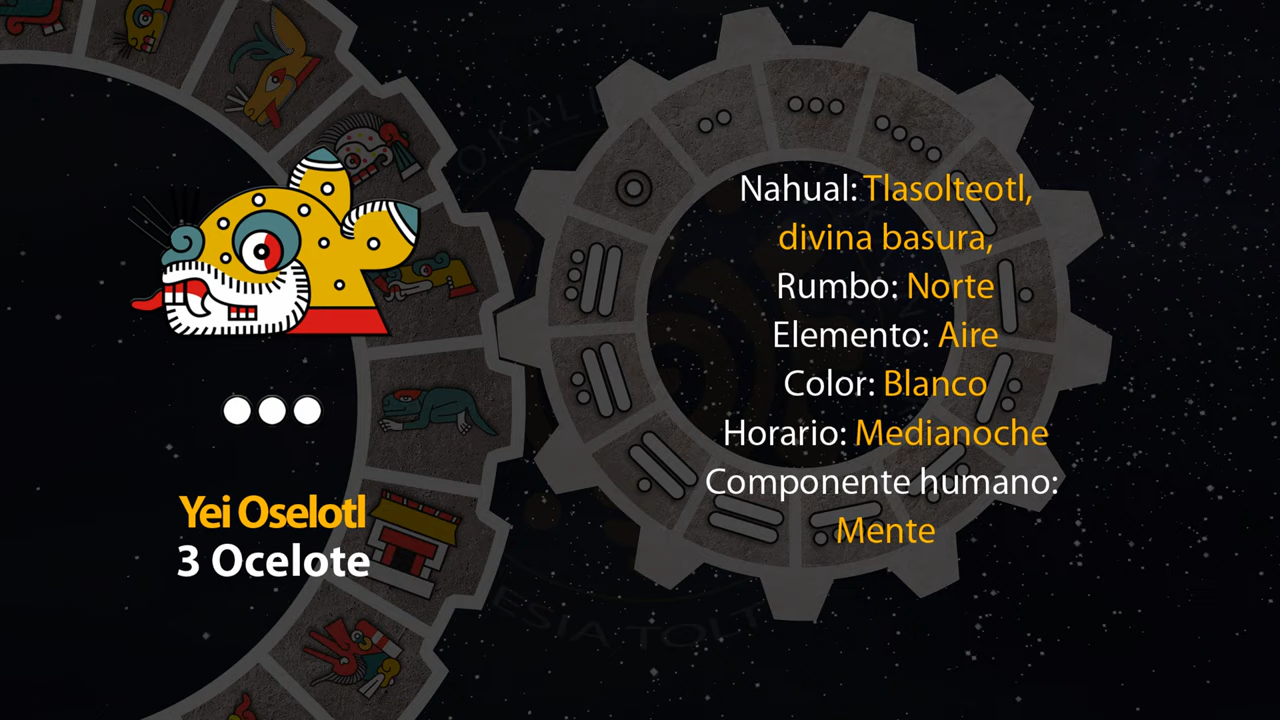 Yei Oselotl
3 Ocelote
Nahual: Tlasolteotl,
divina basura,
Rumbo: Norte
Elemento: Aire
Color: Blanco
Horario: Medianoche
Componente humano:
Mente